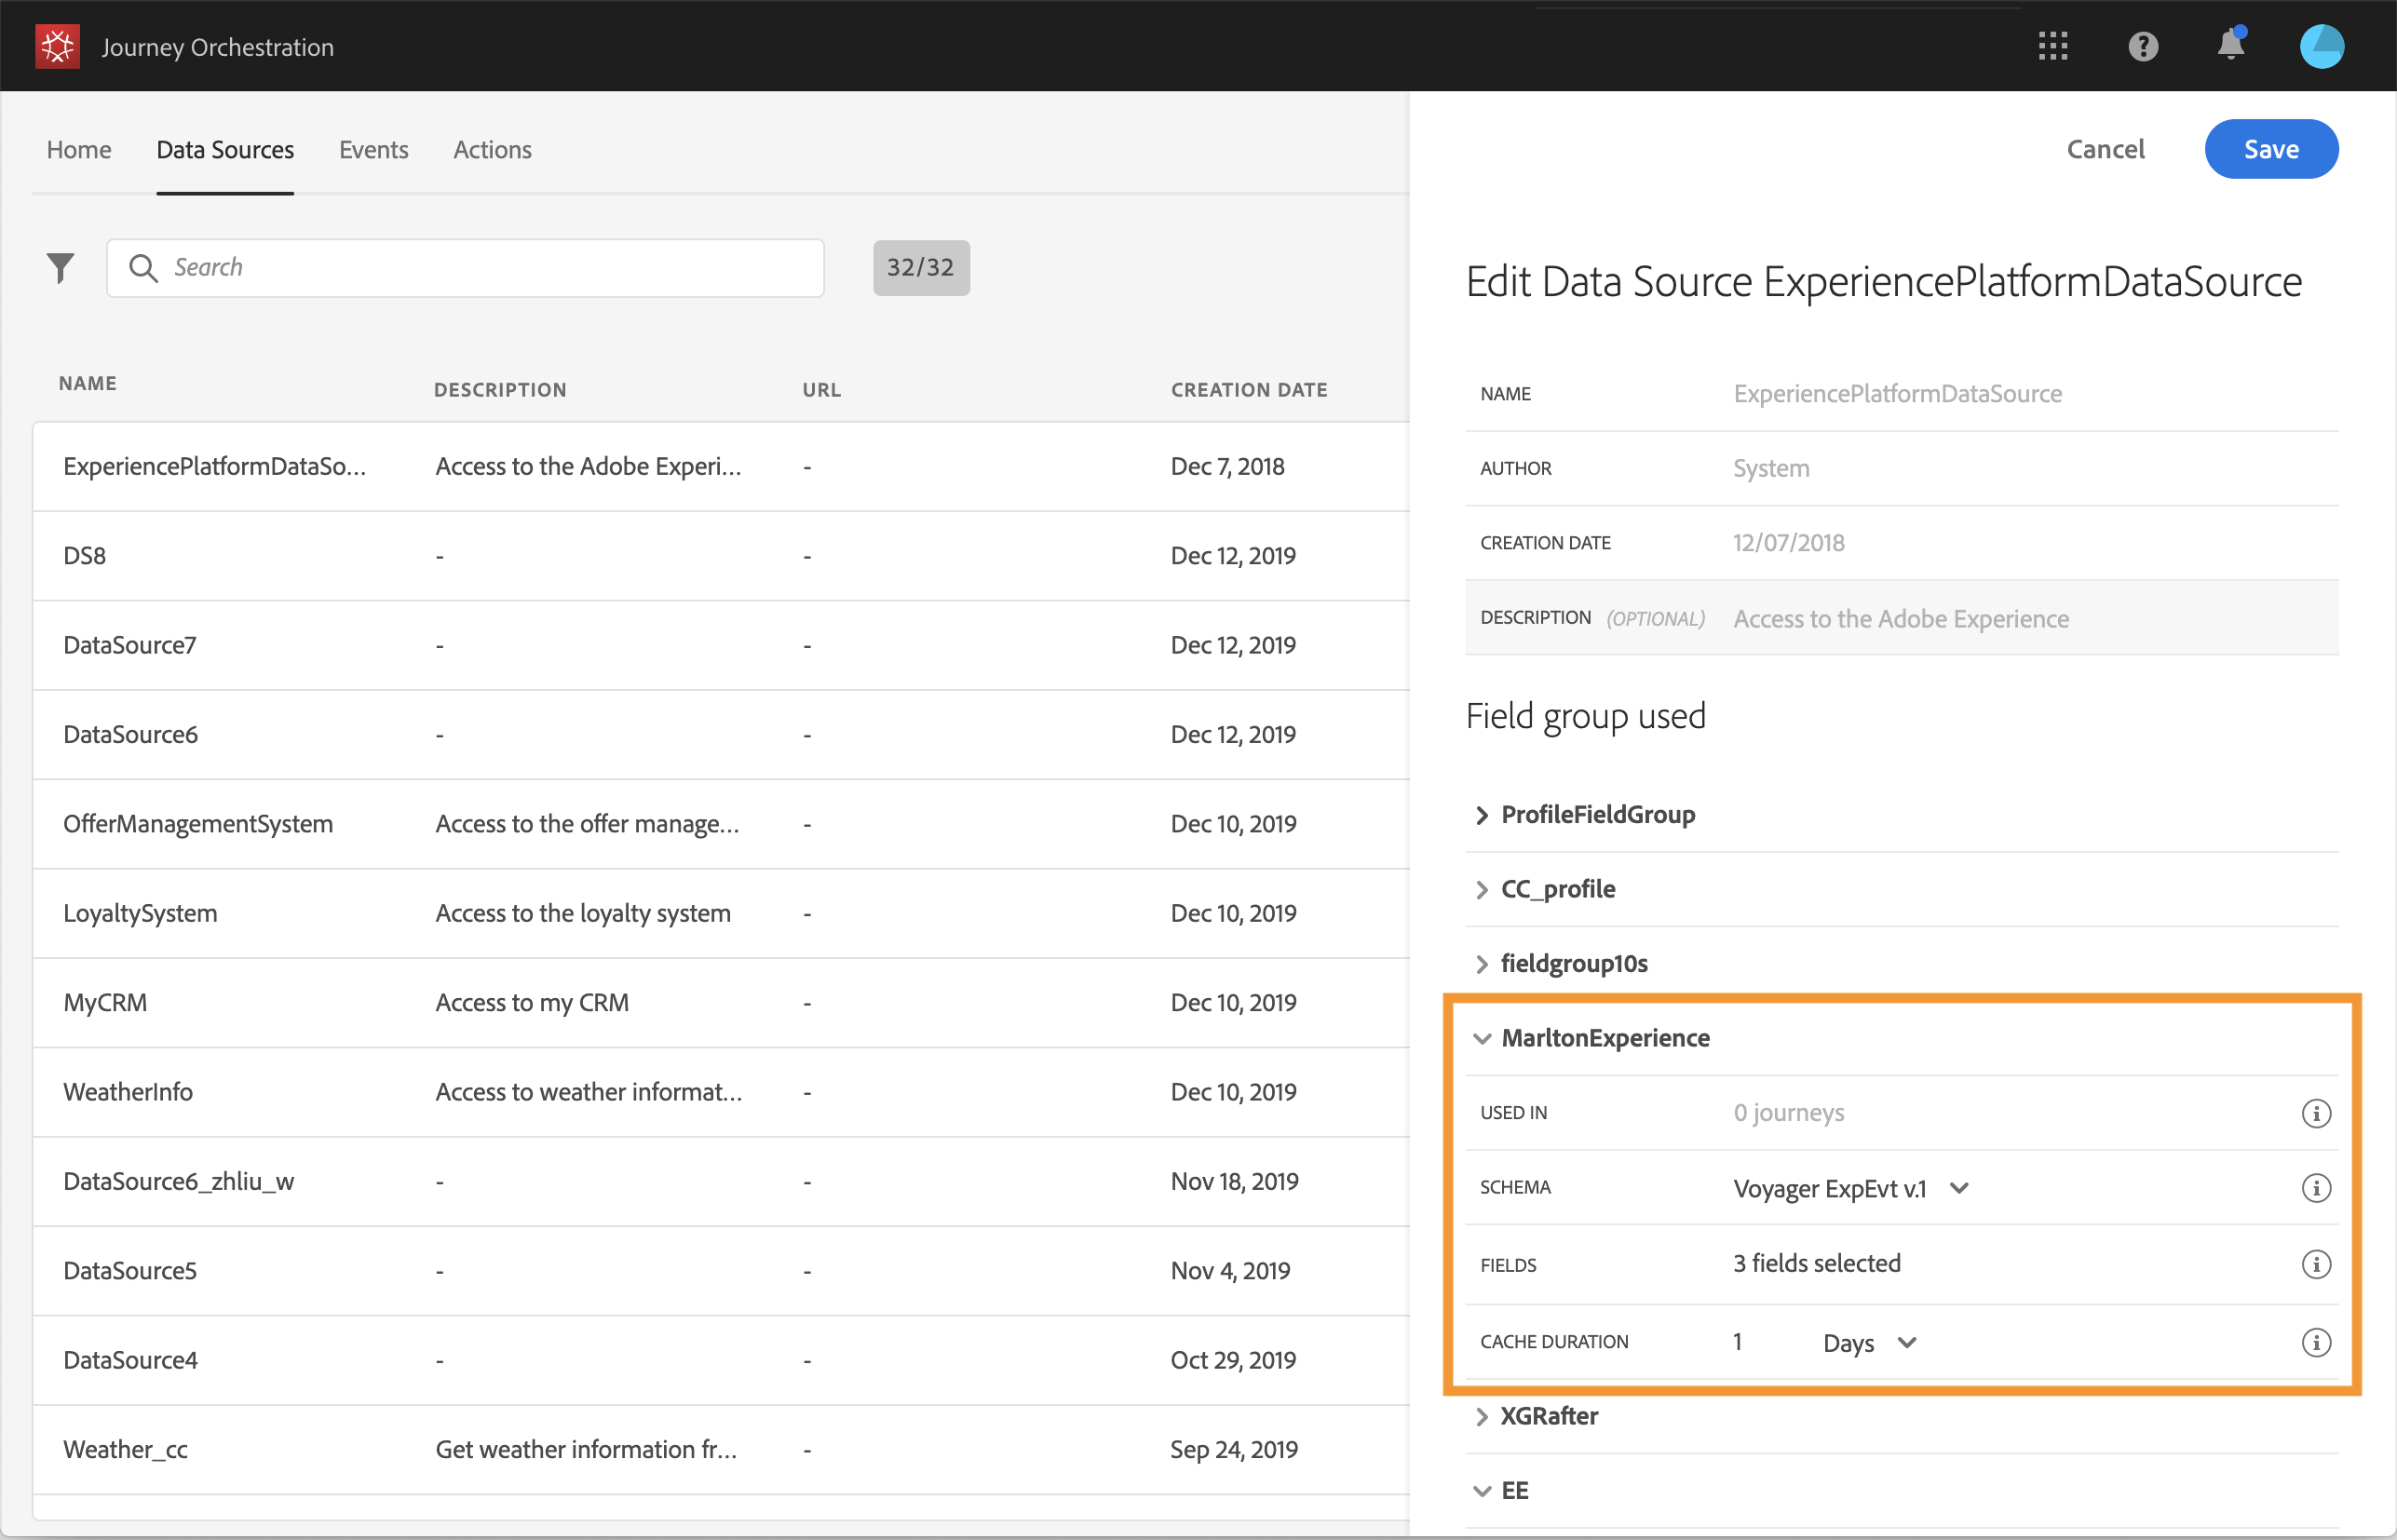 Journey Orchestration
Home Data Sources Events Actions
Search 32/32
NAME DESCRIPTION URL CREATION DATE
ExperiencePlatformDataSo... Access to the Adobe Experi... - Dec 7, 2018
DS8 - - Dec 12, 2019
DataSource7 - - Dec 12, 2019
DataSource6 - - Dec 12, 2019
OfferManagementSystem Access to the offer manage... - Dec 10, 2019
LoyaltySystem Access to the loyalty system - Dec 10, 2019
MyCRM Access to my CRM - Dec 10, 2019
WeatherInfo Access to weather informat... - Dec 10, 2019
DataSource6_zhliu_w - - Nov 18, 2019
DataSource5 - - Nov 4, 2019
DataSource4 - - Oct 29, 2019
Weather_cc Get weather information fr... - Sep 24, 2019
Cancel Save
Edit Data Source ExperiencePlatformDataSource
NAME ExperiencePlatformDataSource
AUTHOR System
CREATION DATE 12/07/2018
DESCRIPTION (OPTIONAL) Access to the Adobe Experience
Field group used
ProfileFieldGroup
CC_profile
fieldgroup10s
MarltonExperience
USED IN 0 journeys
SCHEMA Voyager ExpEvt v.1
FIELDS 3 fields selected
CACHE DURATION 1 Days
XGRafter
EE